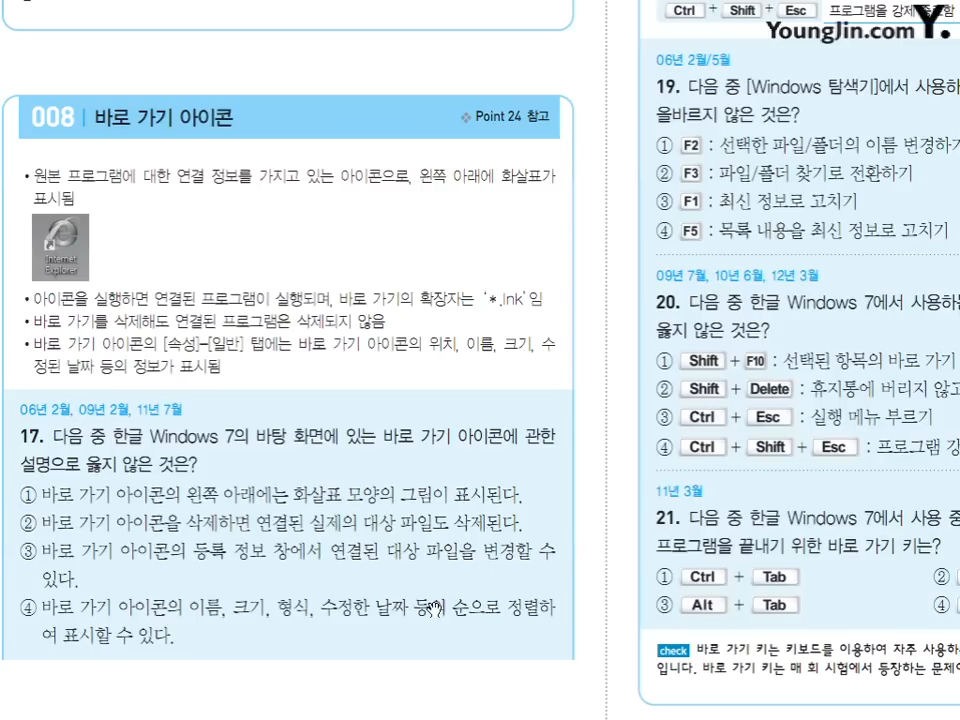 008 바로 가기 아이콘
Point 24 참고
• 원본 프로그램에 대한 연결 정보를 가지고 있는 아이콘으로, 왼쪽 아래에 화살표가
표시됨
Internet
Explorer
• 아이콘을 실행하면 연결된 프로그램이 실행되며, 바로 가기의 확장자는 ‘*.lnk’임
• 바로 가기를 삭제해도 연결된 프로그램은 삭제되지 않음
• 바로 가기 아이콘의 [속성]-[일반] 탭에는 바로 가기 아이콘의 위치, 이름, 크기, 수
정된 날짜 등의 정보가 표시됨
06년 2월, 09년 2월, 11년 7월
17. 다음 중 한글 Windows 7의 바탕 화면에 있는 바로 가기 아이콘에 관한
설명으로 옳지 않은 것은?
① 바로 가기 아이콘의 왼쪽 아래에는 화살표 모양의 그림이 표시된다.
② 바로 가기 아이콘을 삭제하면 연결된 실제의 대상 파일도 삭제된다.
③ 바로 가기 아이콘의 등록 정보 창에서 연결된 대상 파일을 변경할 수
있다.
④ 바로 가기 아이콘의 이름, 크기, 형식, 수정한 날짜 등의 순으로 정렬하
여 표시할 수 있다.
Ctrl + Shift + Esc 프로그램을 강제 종료함
YoungJin.com Y.
06년 2월/5월
19. 다음 중 [Windows 탐색기]에서 사용하
올바르지 않은 것은?
① F2 : 선택한 파일/폴더의 이름 변경하기
② F3 : 파일/폴더 찾기로 전환하기
③ F1 : 최신 정보로 고치기
④ F5 : 목록 내용을 최신 정보로 고치기
09년 7월, 10년 6월, 12년 3월
20. 다음 중 한글 Windows 7에서 사용하는
옳지 않은 것은?
① Shift + F10 : 선택된 항목의 바로 가기
② Shift + Delete : 휴지통에 버리지 않고
③ Ctrl + Esc : 실행 메뉴 부르기
④ Ctrl + Shift + Esc : 프로그램 강
11년 3월
21. 다음 중 한글 Windows 7에서 사용 중
프로그램을 끝내기 위한 바로 가기 키는?
① Ctrl + Tab ②
③ Alt + Tab ④
check 바로 가기 키는 키보드를 이용하여 자주 사용하
입니다. 바로 가기 키는 매 회 시험에서 등장하는 문제